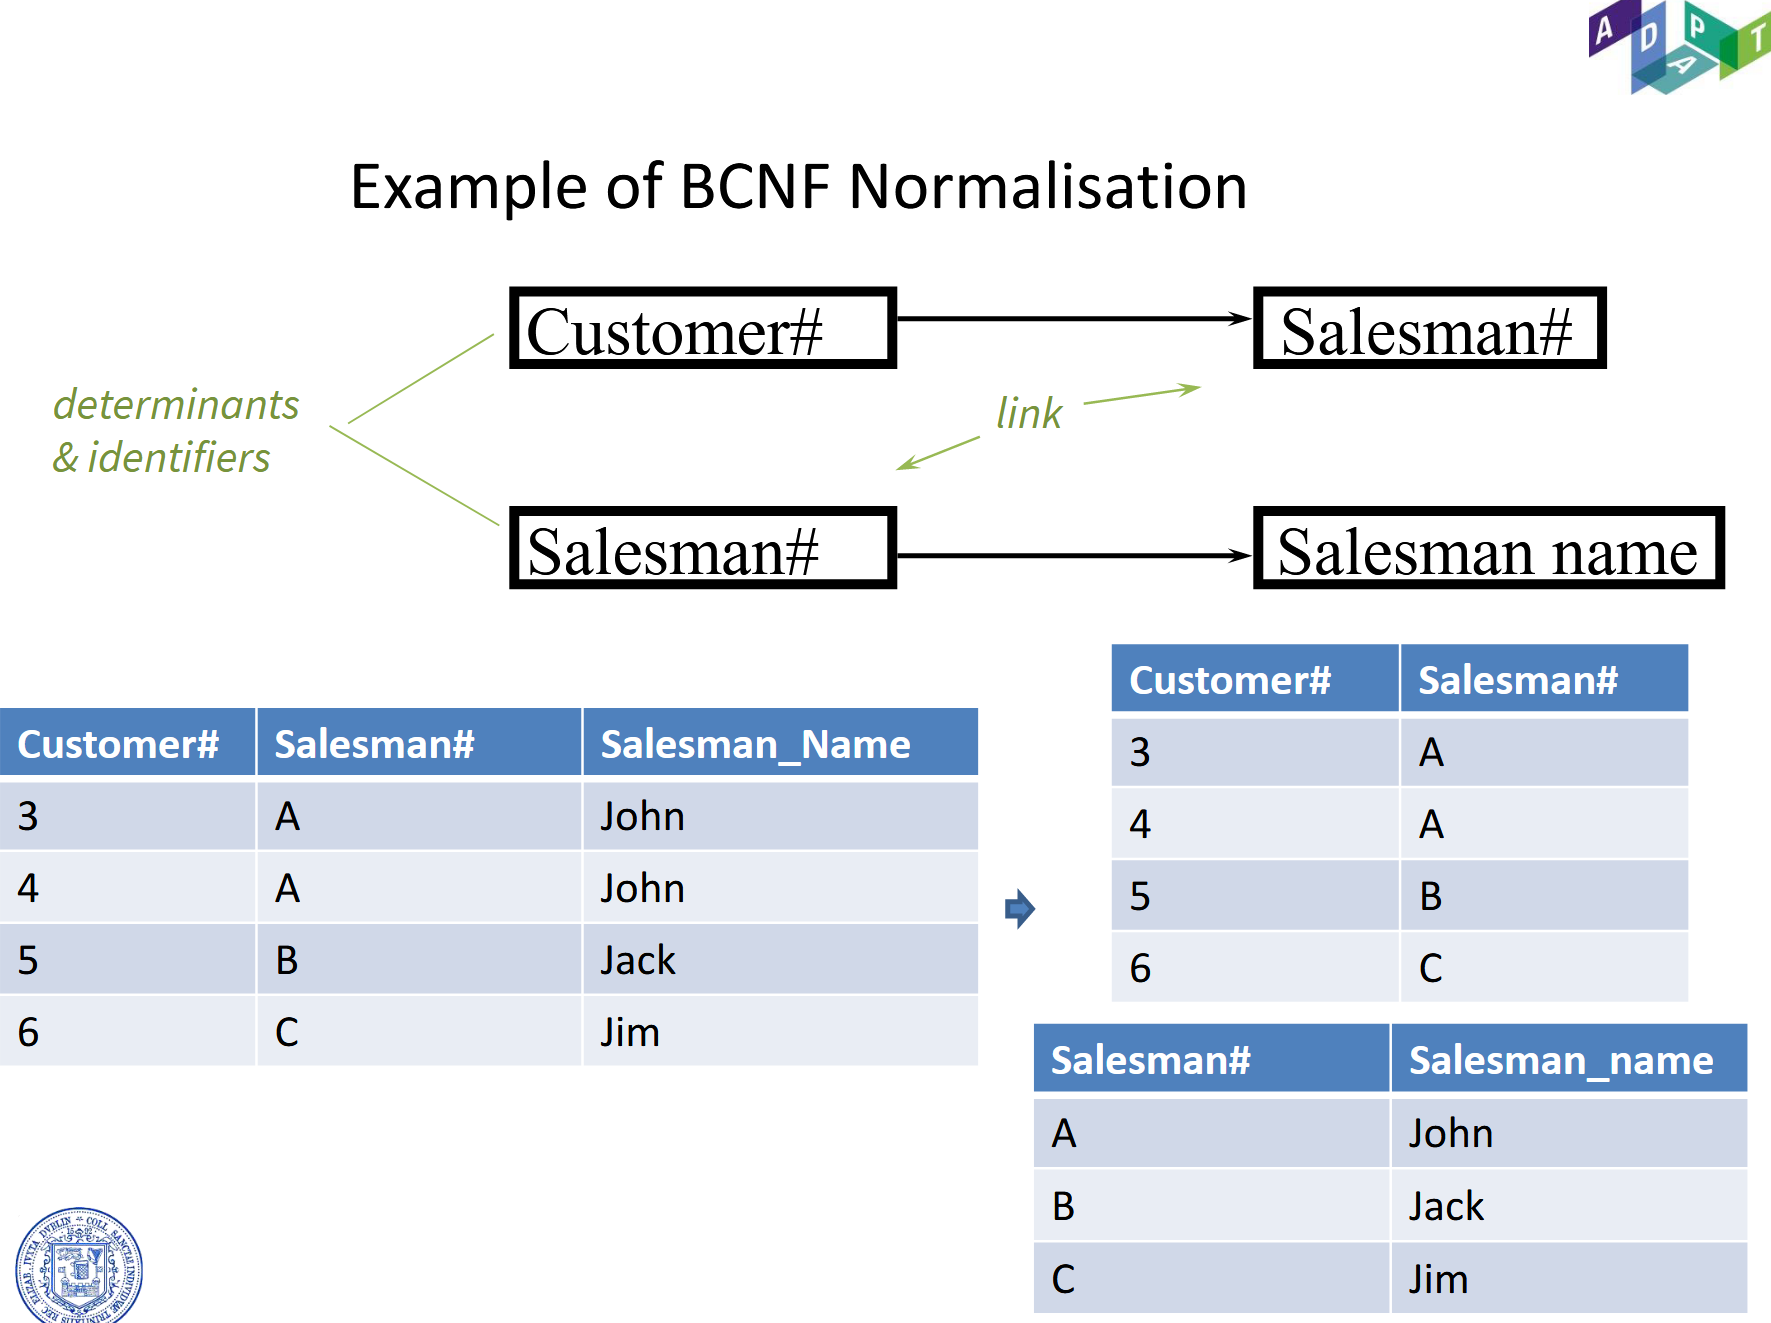 A D A P T
Example of BCNF Normalisation
Customer#
Salesman#
determinants
& identifiers
link
Salesman#
Salesman name
Customer# Salesman# Salesman_Name
3 A John
4 A John
5 B Jack
6 C Jim
Customer# Salesman#
3 A
4 A
5 B
6 C
Salesman# Salesman_name
A John
B Jack
C Jim